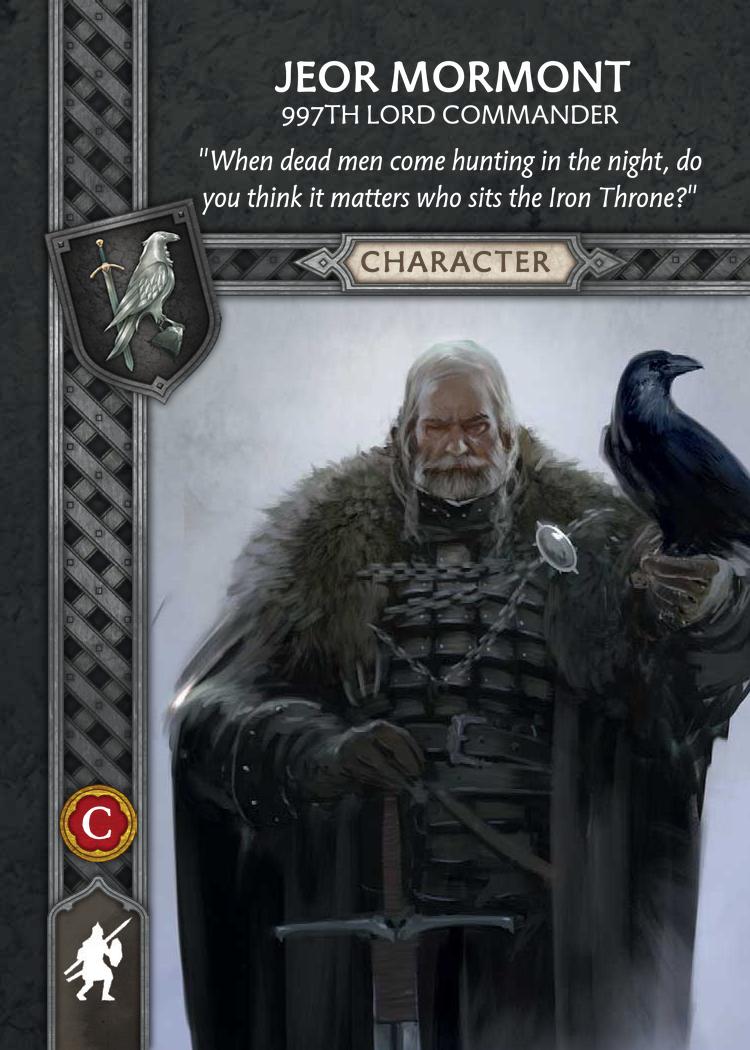 JEOR MORMONT
997TH LORD COMMANDER
"When dead men come hunting in the night, do
you think it matters who sits the Iron Throne?"
CHARACTER
C